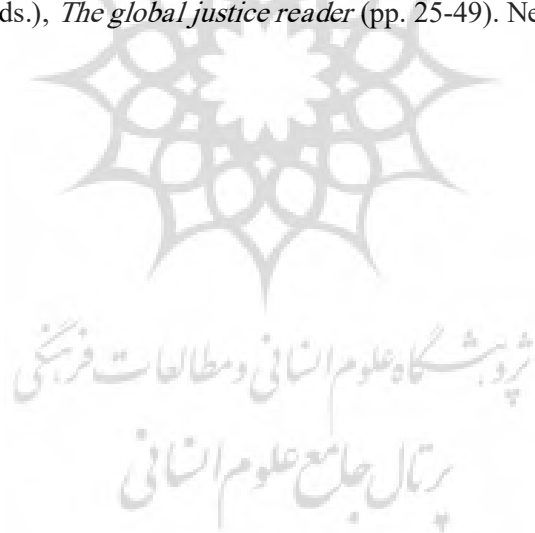 ds.), The global justice reader (pp. 25-49). Ne
پژوهشگاه علوم انسانی و مطالعات فرهنگی
پرتال جامع علوم انسانی